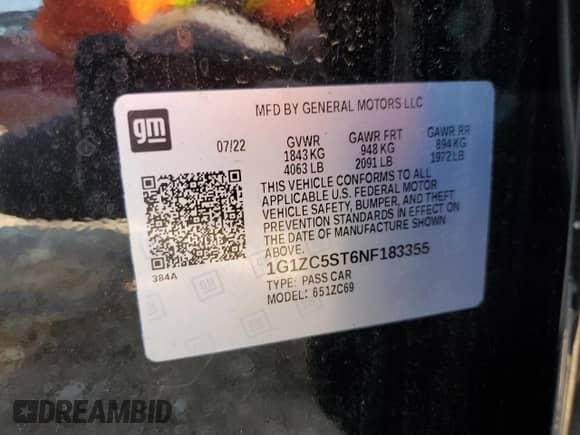 gm
MFD BY GENERAL MOTORS LLC
07/22 GVWR GAWR FRT GAWR RR
1843 KG 948 KG 894 KG
4063 LB 2091 LB 1972 LB
THIS VEHICLE CONFORMS TO ALL
APPLICABLE U.S. FEDERAL MOTOR
VEHICLE SAFETY, BUMPER, AND THEFT
PREVENTION STANDARDS IN EFFECT ON
THE DATE OF MANUFACTURE SHOWN
ABOVE.
384A
1G1ZC5ST6NF183355
TYPE: PASS CAR
MODEL: 651ZC69
DREAMBID